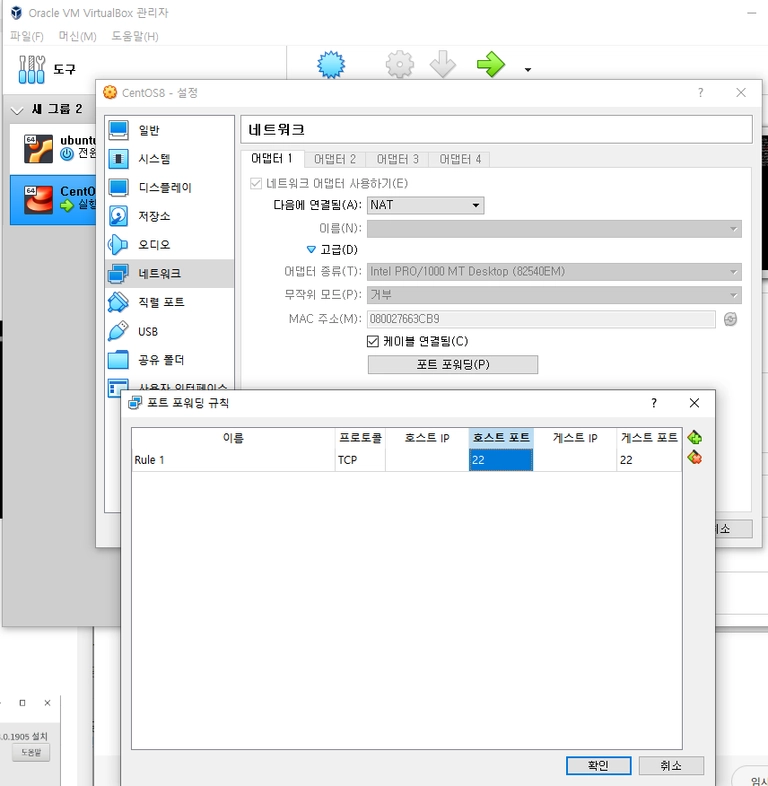 Oracle VM VirtualBox 관리자
파일(F) 머신(M) 도움말(H)
도구
새 그룹 2
64
ubuntu
전원
64
CentO
실행
CentOS8 - 설정
?
일반
시스템
디스플레이
저장소
오디오
네트워크
직렬 포트
USB
공유 폴더
사용자 인터페이스
네트워크
어댑터 1 어댑터 2 어댑터 3 어댑터 4
네트워크 어댑터 사용하기(E)
다음에 연결됨(A): NAT
이름(N):
고급(D)
어댑터 종류(T): Intel PRO/1000 MT Desktop (82540EM)
무작위 모드(P): 거부
MAC 주소(M): 080027663CB9
케이블 연결됨(C)
포트 포워딩(P)
소
포트 포워딩 규칙
?
이름 프로토콜 호스트 IP 호스트 포트 게스트 IP 게스트 포트
Rule 1 TCP 22 22
확인 취소
.0.1905 설치
도움말
임시